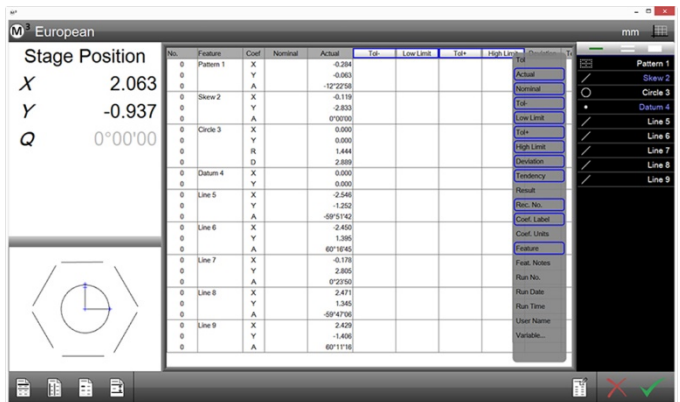 M³
M³ European mm
Stage Position
X 2.063
Y -0.937
Q 0°00'00
No. Feature Coef Nominal Actual Tol- Low Limit Tol+ High Limit
0 Pattern 1 X -0.284
0 Y -0.063
0 A -12°22'58
0 Skew 2 X -0.119
0 Y -2.833
0 A 0°00'00
0 Circle 3 X 0.000
0 Y 0.000
0 R 1.444
0 D 2.889
0 Datum 4 X 0.000
0 Y 0.000
0 Line 5 X -2.546
0 Y -1.252
0 A -59°51'42
0 Line 6 X -2.450
0 Y 1.395
0 A 60°16'45
0 Line 7 X -0.178
0 Y 2.805
0 A 0°23'50
0 Line 8 X 2.471
0 Y 1.345
0 A -59°47'06
0 Line 9 X 2.429
0 Y -1.406
0 A 60°11'16
Tol
Actual
Nominal
Tol-
Low Limit
Tol+
High Limit
Deviation
Tendency
Result
Rec. No.
Coef. Label
Coef. Units
Feature
Feat. Notes
Run No.
Run Date
Run Time
User Name
Variable...
Pattern 1
Skew 2
Circle 3
Datum 4
Line 5
Line 6
Line 7
Line 8
Line 9